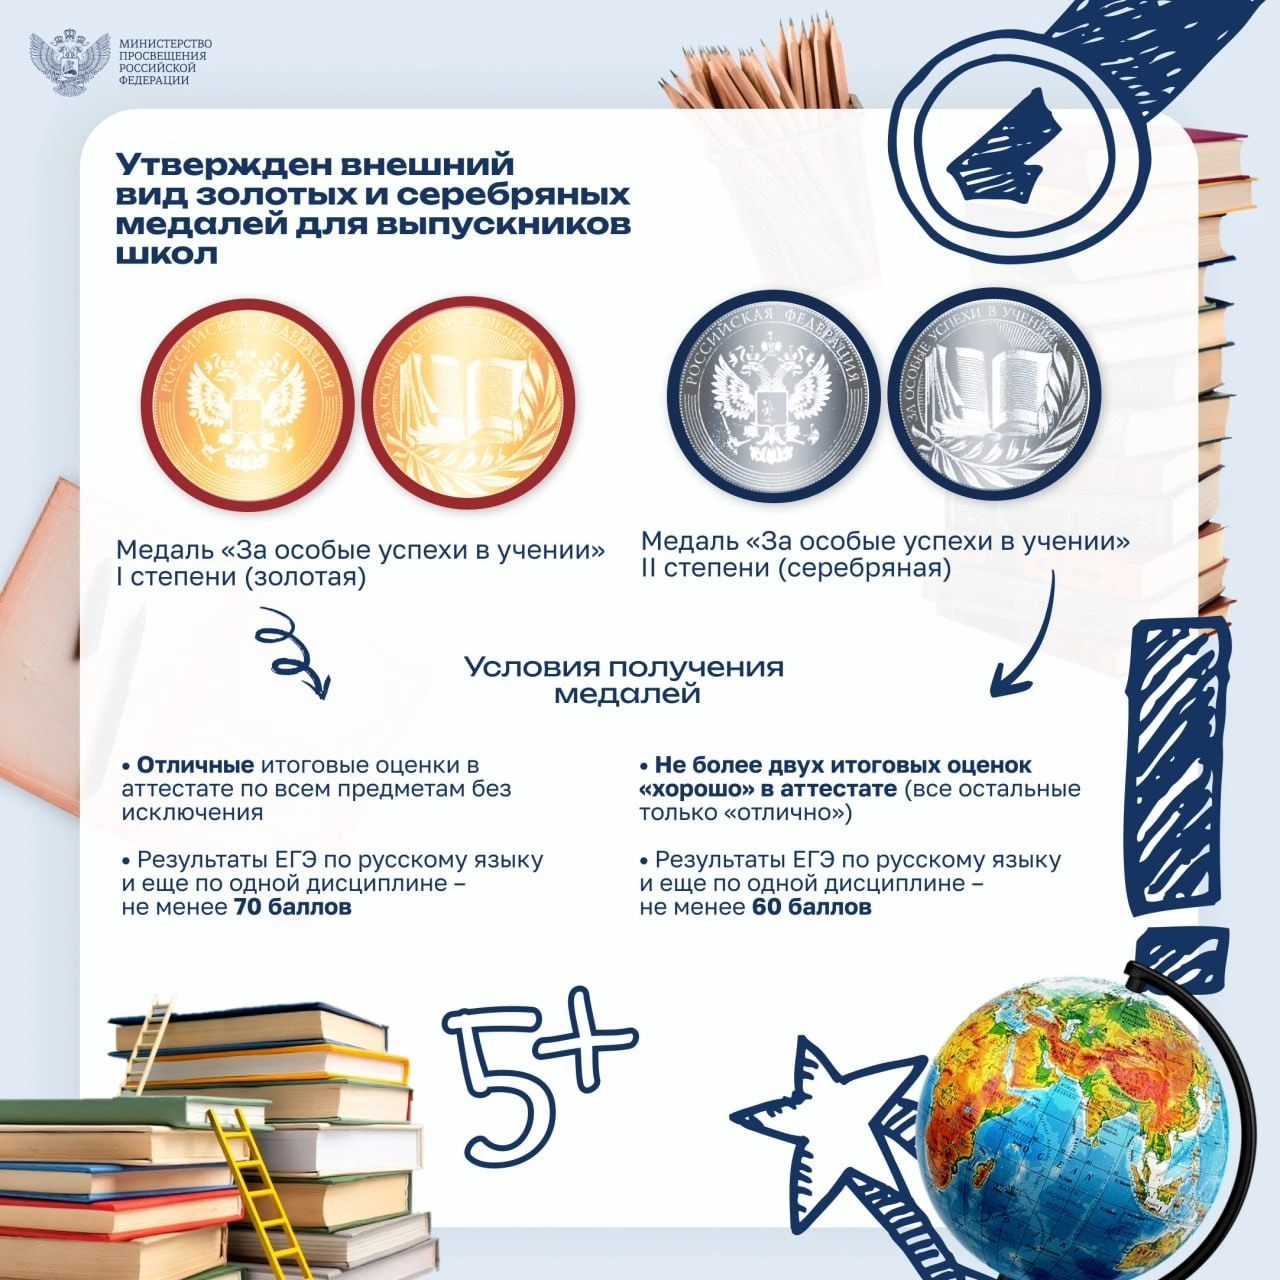 МИНИСТЕРСТВО
ПРОСВЕЩЕНИЯ
РОССИЙСКОЙ
ФЕДЕРАЦИИ
Утвержден внешний
вид золотых и серебряных
медалей для выпускников
школ
РОССИЙСКАЯ ФЕДЕРАЦИЯ
ЗА ОСОБЫЕ УСПЕХИ В УЧЕНИИ
РОССИЙСКАЯ ФЕДЕРАЦИЯ
ЗА ОСОБЫЕ УСПЕХИ В УЧЕНИИ
Медаль «За особые успехи в учении»
I степени (золотая)
Медаль «За особые успехи в учении»
II степени (серебряная)
Условия получения
медалей
• Отличные итоговые оценки в
аттестате по всем предметам без
исключения
• Результаты ЕГЭ по русскому языку
и еще по одной дисциплине –
не менее 70 баллов
• Не более двух итоговых оценок
«хорошо» в аттестате (все остальные
только «отлично»)
• Результаты ЕГЭ по русскому языку
и еще по одной дисциплине –
не менее 60 баллов
5+